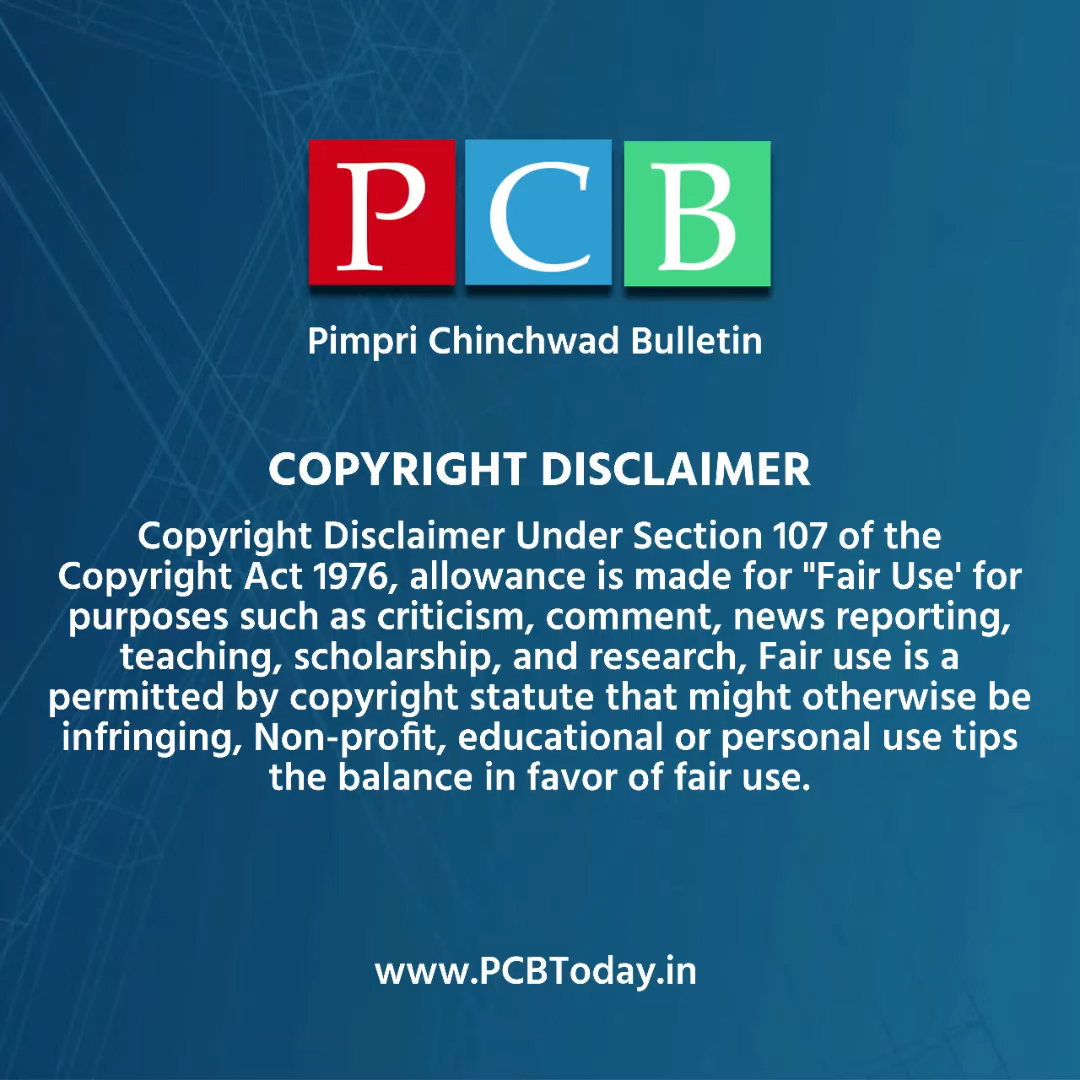 P C B
Pimpri Chinchwad Bulletin
COPYRIGHT DISCLAIMER
Copyright Disclaimer Under Section 107 of the
Copyright Act 1976, allowance is made for "Fair Use' for
purposes such as criticism, comment, news reporting,
teaching, scholarship, and research, Fair use is a
permitted by copyright statute that might otherwise be
infringing, Non-profit, educational or personal use tips
the balance in favor of fair use.
www.PCBToday.in